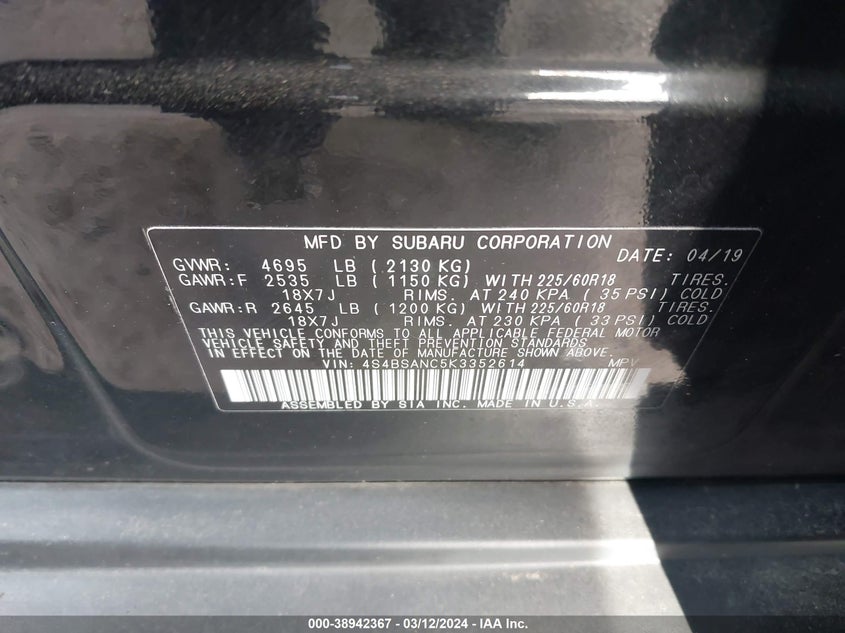 MFD BY SUBARU CORPORATION DATE: 04/19
GVWR: 4695 LB ( 2130 KG)
GAWR:F 2535 LB ( 1150 KG) WITH 225/60R18 TIRES.
18X7J RIMS. AT 240 KPA ( 35 PSI) COLD
GAWR:R 2645 LB ( 1200 KG) WITH 225/60R18 TIRES.
18X7J RIMS. AT 230 KPA ( 33 PSI) COLD
THIS VEHICLE CONFORMS TO ALL APPLICABLE FEDERAL MOTOR
VEHICLE SAFETY AND THEFT PREVENTION STANDARDS
IN EFFECT ON THE DATE OF MANUFACTURE SHOWN ABOVE.
VIN: 4S4BSANC5K3352614 MPV
ASSEMBLED BY SIA INC. MADE IN U.S.A.
000-38942367 - 03/12/2024 - IAA Inc.